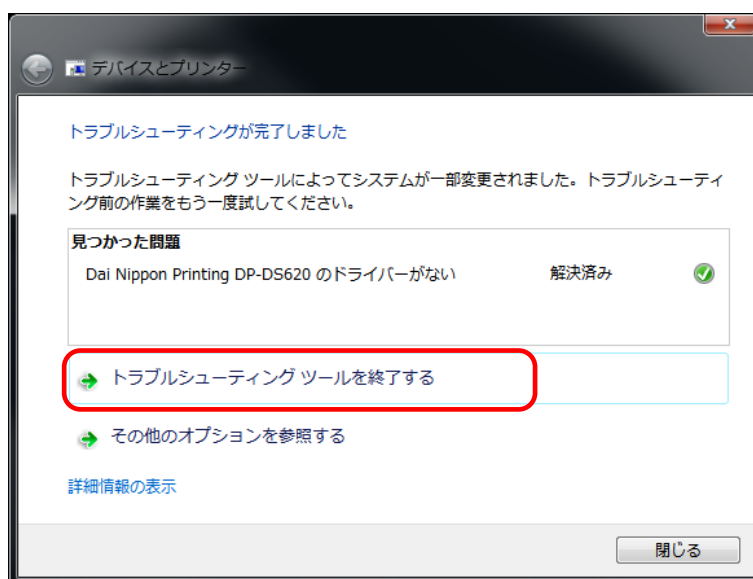 デバイスとプリンター
トラブルシューティングが完了しました
トラブルシューティング ツールによってシステムが一部変更されました。トラブルシューティ
ング前の作業をもう一度試してください。
見つかった問題
Dai Nippon Printing DP-DS620 のドライバーがない 解決済み
トラブルシューティング ツールを終了する
その他のオプションを参照する
詳細情報の表示
閉じる